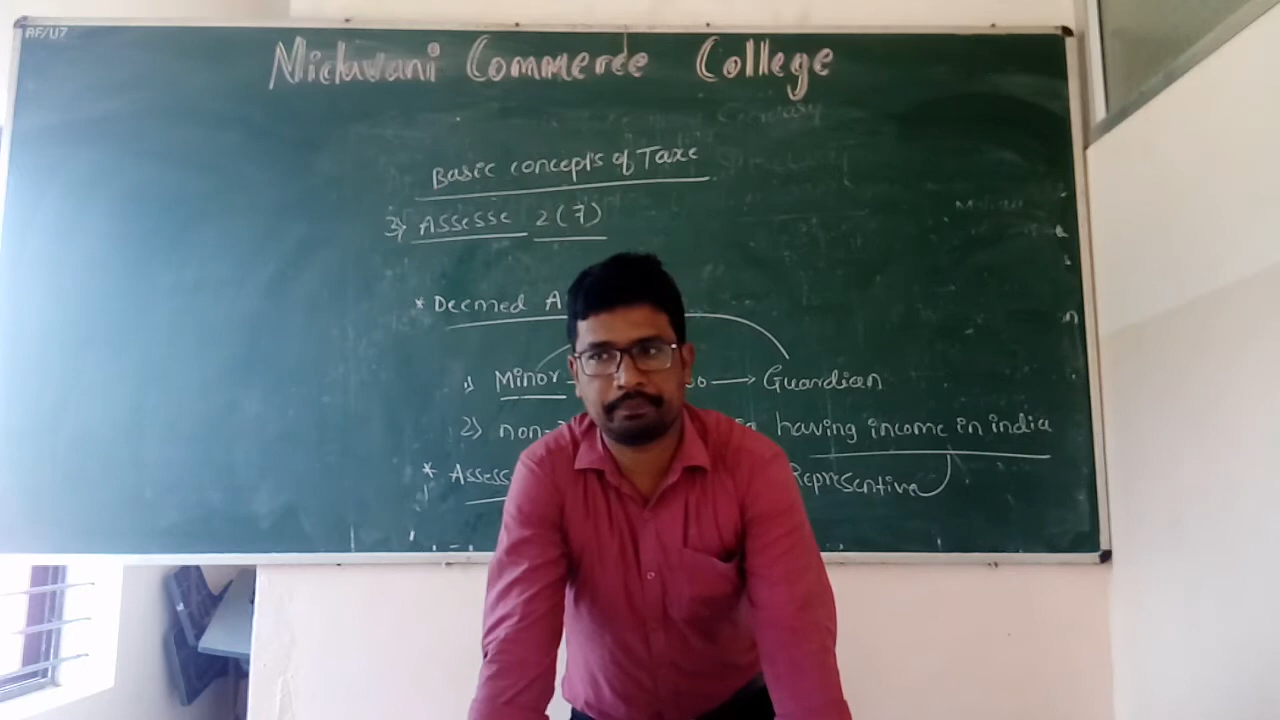 AF/U7
Nidavani Commerce College
Basic concepts of Taxe
3) Assesse 2(7)
* Deemed A
1) Minor → Guardian
2) non- having income in india
* Assess Representive